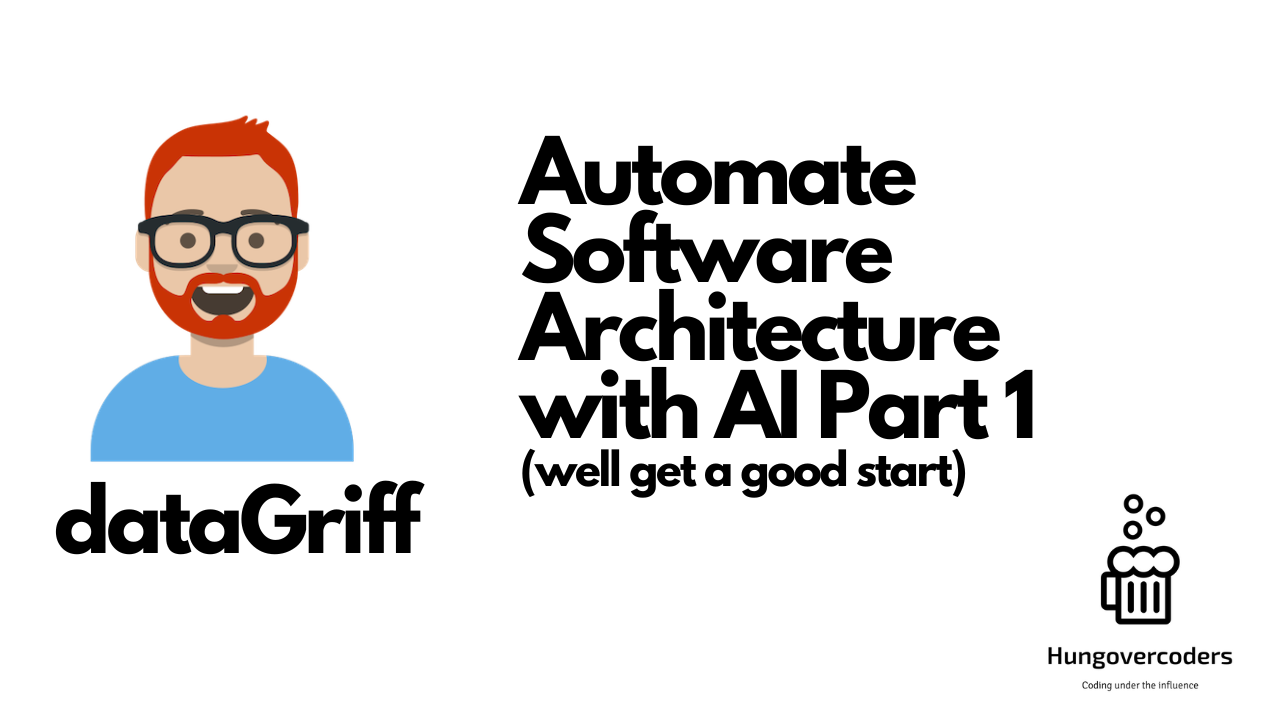 Automate
Software
Architecture
with AI Part 1
(well get a good start)
dataGriff
Hungovercoders
Coding under the influence